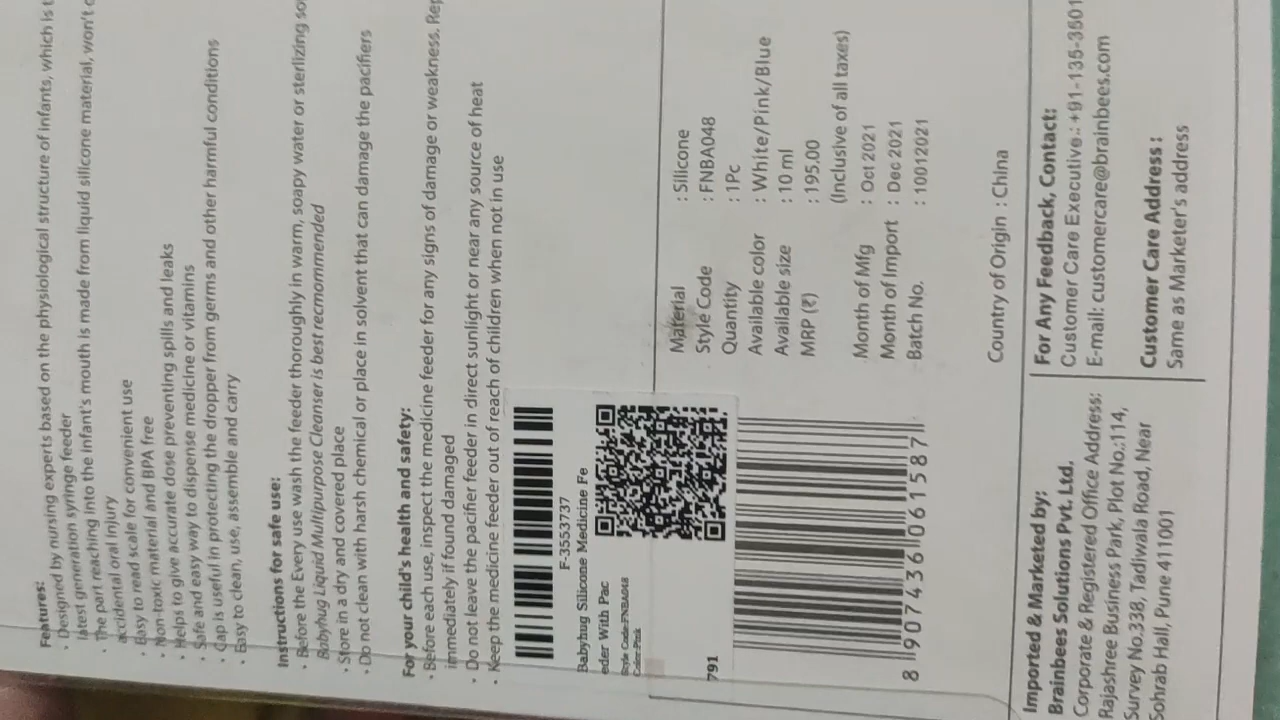 Features:
· Designed by nursing experts based on the physiological structure of infants, which is
latest generation syringe feeder
· The part reaching into the infant's mouth is made from liquid silicone material, won't
accidental oral injury
· Easy to read scale for convenient use
· Non-toxic material and BPA free
· Helps to give accurate dose preventing spills and leaks
· Safe and easy way to dispense medicine or vitamins
· Cap is useful in protecting the dropper from germs and other harmful conditions
· Easy to clean, use, assemble and carry
Instructions for safe use:
· Before the Every use wash the feeder thoroughly in warm, soapy water or sterilizing
Babyhug Liquid Multipurpose Cleanser is best recrmommended
· Store in a dry and covered place
· Do not clean with harsh chemical or place in solvent that can damage the pacifiers
For your child's health and safety:
· Before each use, inspect the medicine feeder for any signs of damage or weakness.
immediately if found damaged
· Do not leave the pacifier feeder in direct sunlight or near any source of heat
· Keep the medicine feeder out of reach of children when not in use
F-3553737
Babyhug Silicone Medicine Fe
eder With Pac
Style Code:FNBA048
Color:Pink
791
8 907436 061587
Material : Silicone
Style Code : FNBA048
Quantity : 1Pc
Available color : White/Pink/Blue
Available size : 10 ml
MRP (₹) : 195.00
(Inclusive of all taxes)
Month of Mfg : Oct 2021
Month of Import : Dec 2021
Batch No. : 10012021
Country of Origin : China
Imported & Marketed by:
Brainbees Solutions Pvt. Ltd.
Corporate & Registered Office Address:
Rajashree Business Park, Plot No.:114,
Survey No.338, Tadiwala Road, Near
Sohrab Hall, Pune 411001
For Any Feedback, Contact:
Customer Care Executive.: +91-135-3501
E-mail: customercare@brainbees.com
Customer Care Address :
Same as Marketer's address